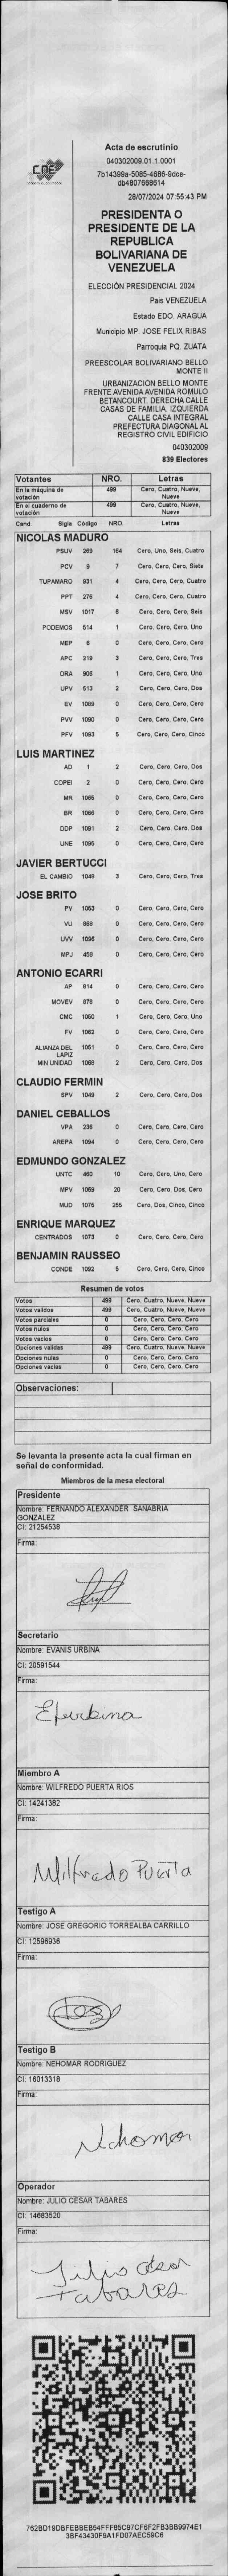 CNE
Acta de escrutinio
040302009.01.1.0001
7b14399a-5085-4686-9dce-
db4807668614
28/07/2024 07:55:43 PM
PRESIDENTA O
PRESIDENTE DE LA
REPUBLICA
BOLIVARIANA DE
VENEZUELA
ELECCIÓN PRESIDENCIAL 2024
País VENEZUELA
Estado EDO. ARAGUA
Municipio MP. JOSE FELIX RIBAS
Parroquia PQ. ZUATA
PREESCOLAR BOLIVARIANO BELLO
MONTE II
URBANIZACION BELLO MONTE
FRENTE AVENIDA AVENIDA ROMULO
BETANCOURT. DERECHA CALLE
CASAS DE FAMILIA. IZQUIERDA
CALLE CASA INTEGRAL
PREFECTURA DIAGONAL AL
REGISTRO CIVIL EDIFICIO
040302009
839 Electores
Votantes NRO. Letras
En la máquina de votación 499 Cero, Cuatro, Nueve, Nueve
En el cuaderno de votación 499 Cero, Cuatro, Nueve, Nueve
Cand. Sigla Código NRO. Letras
NICOLAS MADURO
PSUV 269 164 Cero, Uno, Seis, Cuatro
PCV 9 7 Cero, Cero, Cero, Siete
TUPAMARO 931 4 Cero, Cero, Cero, Cuatro
PPT 276 4 Cero, Cero, Cero, Cuatro
MSV 1017 6 Cero, Cero, Cero, Seis
PODEMOS 514 1 Cero, Cero, Cero, Uno
MEP 6 0 Cero, Cero, Cero, Cero
APC 219 3 Cero, Cero, Cero, Tres
ORA 906 1 Cero, Cero, Cero, Uno
UPV 613 2 Cero, Cero, Cero, Dos
EV 1089 0 Cero, Cero, Cero, Cero
PVV 1090 0 Cero, Cero, Cero, Cero
PFV 1093 5 Cero, Cero, Cero, Cinco
LUIS MARTINEZ
AD 1 2 Cero, Cero, Cero, Dos
COPEI 2 0 Cero, Cero, Cero, Cero
MR 1065 0 Cero, Cero, Cero, Cero
BR 1066 0 Cero, Cero, Cero, Cero
DDP 1091 2 Cero, Cero, Cero, Dos
UNE 1095 0 Cero, Cero, Cero, Cero
JAVIER BERTUCCI
EL CAMBIO 1048 3 Cero, Cero, Cero, Tres
JOSE BRITO
PV 1053 0 Cero, Cero, Cero, Cero
VU 868 0 Cero, Cero, Cero, Cero
UVV 1096 0 Cero, Cero, Cero, Cero
MPJ 458 0 Cero, Cero, Cero, Cero
ANTONIO ECARRI
AP 614 0 Cero, Cero, Cero, Cero
MOVEV 878 0 Cero, Cero, Cero, Cero
CMC 1050 1 Cero, Cero, Cero, Uno
FV 1062 0 Cero, Cero, Cero, Cero
ALIANZA DEL LAPIZ 1051 0 Cero, Cero, Cero, Cero
MIN UNIDAD 1068 2 Cero, Cero, Cero, Dos
CLAUDIO FERMIN
SPV 1049 2 Cero, Cero, Cero, Dos
DANIEL CEBALLOS
VPA 236 0 Cero, Cero, Cero, Cero
AREPA 1094 0 Cero, Cero, Cero, Cero
EDMUNDO GONZALEZ
UNTC 460 10 Cero, Cero, Uno, Cero
MPV 1069 20 Cero, Cero, Dos, Cero
MUD 1075 255 Cero, Dos, Cinco, Cinco
ENRIQUE MARQUEZ
CENTRADOS 1073 0 Cero, Cero, Cero, Cero
BENJAMIN RAUSSEO
CONDE 1092 5 Cero, Cero, Cero, Cinco
Resumen de votos
Votos 499 Cero, Cuatro, Nueve, Nueve
Votos validos 499 Cero, Cuatro, Nueve, Nueve
Votos parciales 0 Cero, Cero, Cero, Cero
Votos nulos 0 Cero, Cero, Cero, Cero
Votos vacios 0 Cero, Cero, Cero, Cero
Opciones validas 499 Cero, Cuatro, Nueve, Nueve
Opciones nulas 0 Cero, Cero, Cero, Cero
Opciones vacias 0 Cero, Cero, Cero, Cero
Observaciones:
Se levanta la presente acta la cual firman en
señal de conformidad.
Miembros de la mesa electoral
Presidente
Nombre: FERNANDO ALEXANDER SANABRIA
GONZALEZ
CI: 21254538
Firma:
Secretario
Nombre: EVANIS URBINA
CI: 20591544
Firma:
Efurbina
Miembro A
Nombre: WILFREDO PUERTA RIOS
CI: 14241382
Firma:
Wilfredo Puerta
Testigo A
Nombre: JOSE GREGORIO TORREALBA CARRILLO
CI: 12596936
Firma:
Testigo B
Nombre: NEHOMAR RODRIGUEZ
CI: 16013318
Firma:
Nehomar
Operador
Nombre: JULIO CESAR TABARES
CI: 14683520
Firma:
Julio Cesar
Tabares
762BD19DBFEBBEB54FFF85C97CF6F2FB3BB9974E1
3BF43430F9A1FD07AEC59C6